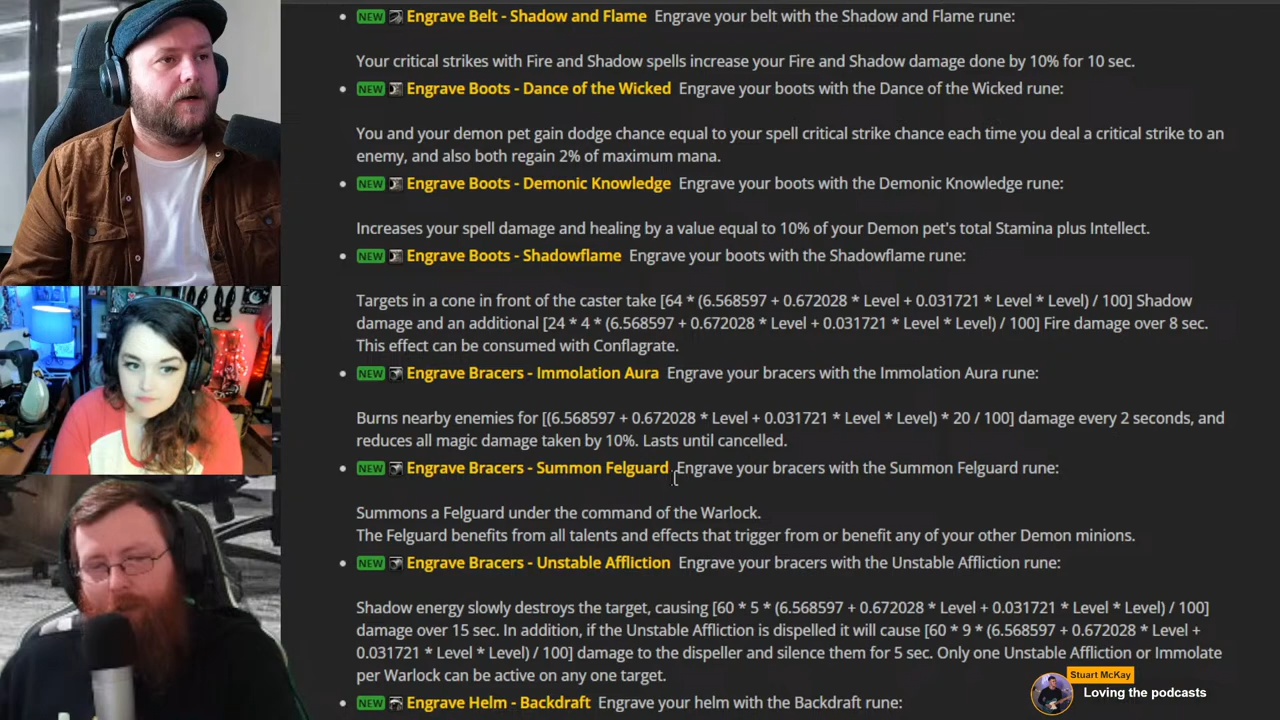 NEW Engrave Belt - Shadow and Flame Engrave your belt with the Shadow and Flame rune:
Your critical strikes with Fire and Shadow spells increase your Fire and Shadow damage done by 10% for 10 sec.
NEW Engrave Boots - Dance of the Wicked Engrave your boots with the Dance of the Wicked rune:
You and your demon pet gain dodge chance equal to your spell critical strike chance each time you deal a critical strike to an
enemy, and also both regain 2% of maximum mana.
NEW Engrave Boots - Demonic Knowledge Engrave your boots with the Demonic Knowledge rune:
Increases your spell damage and healing by a value equal to 10% of your Demon pet's total Stamina plus Intellect.
NEW Engrave Boots - Shadowflame Engrave your boots with the Shadowflame rune:
Targets in a cone in front of the caster take [64 * (6.568597 + 0.672028 * Level + 0.031721 * Level * Level) / 100] Shadow
damage and an additional [24 * 4 * (6.568597 + 0.672028 * Level + 0.031721 * Level * Level) / 100] Fire damage over 8 sec.
This effect can be consumed with Conflagrate.
NEW Engrave Bracers - Immolation Aura Engrave your bracers with the Immolation Aura rune:
Burns nearby enemies for [(6.568597 + 0.672028 * Level + 0.031721 * Level * Level) * 20 / 100] damage every 2 seconds, and
reduces all magic damage taken by 10%. Lasts until cancelled.
NEW Engrave Bracers - Summon Felguard Engrave your bracers with the Summon Felguard rune:
Summons a Felguard under the command of the Warlock.
The Felguard benefits from all talents and effects that trigger from or benefit any of your other Demon minions.
NEW Engrave Bracers - Unstable Affliction Engrave your bracers with the Unstable Affliction rune:
Shadow energy slowly destroys the target, causing [60 * 5 * (6.568597 + 0.672028 * Level + 0.031721 * Level * Level) / 100]
damage over 15 sec. In addition, if the Unstable Affliction is dispelled it will cause [60 * 9 * (6.568597 + 0.672028 * Level +
0.031721 * Level * Level) / 100] damage to the dispeller and silence them for 5 sec. Only one Unstable Affliction or Immolate
per Warlock can be active on any one target.
Stuart McKay
Loving the podcasts
NEW Engrave Helm - Backdraft Engrave your helm with the Backdraft rune: